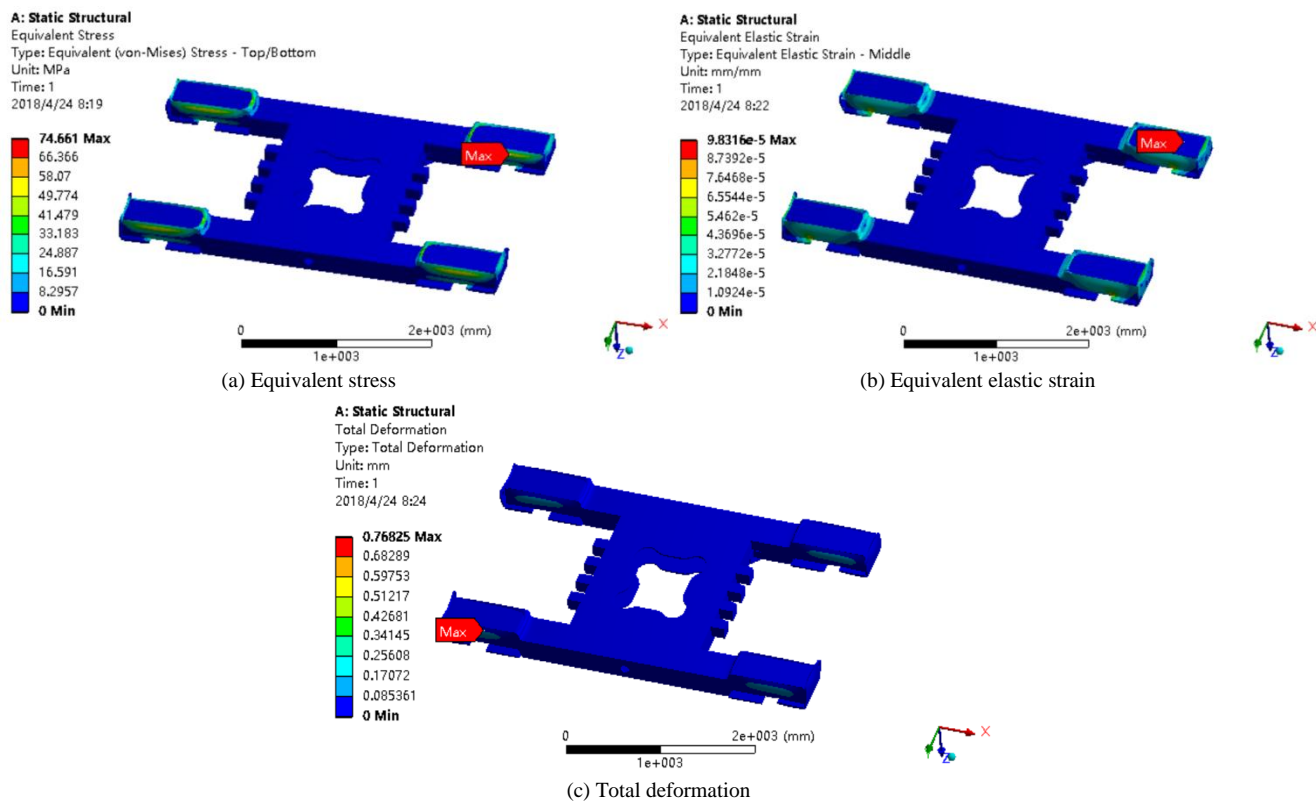 A: Static Structural
Equivalent Stress
Type: Equivalent (von-Mises) Stress - Top/Bottom
Unit: MPa
Time: 1
2018/4/24 8:19
74.661 Max
66.366
58.07
49.774
41.479
33.183
24.887
16.591
8.2957
0 Min
Max
0
2e+003 (mm)
1e+003
X
Z
(a) Equivalent stress
A: Static Structural
Equivalent Elastic Strain
Type: Equivalent Elastic Strain - Middle
Unit: mm/mm
Time: 1
2018/4/24 8:22
9.8316e-5 Max
8.7392e-5
7.6468e-5
6.5544e-5
5.462e-5
4.3696e-5
3.2772e-5
2.1848e-5
1.0924e-5
0 Min
Max
0
2e+003 (mm)
1e+003
X
Z
(b) Equivalent elastic strain
A: Static Structural
Total Deformation
Type: Total Deformation
Unit: mm
Time: 1
2018/4/24 8:24
0.76825 Max
0.68289
0.59753
0.51217
0.42681
0.34145
0.25608
0.17072
0.085361
0 Min
Max
0
2e+003 (mm)
1e+003
X
Z
(c) Total deformation